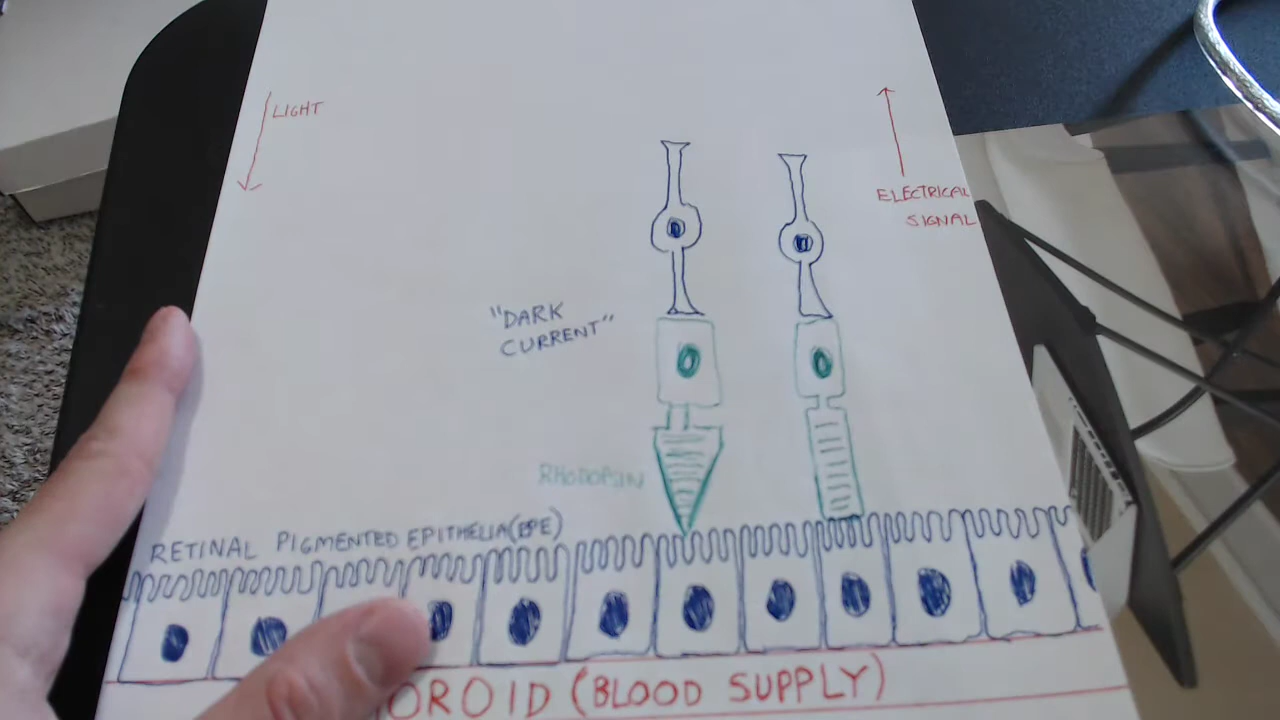 LIGHT
ELECTRICAL
SIGNAL
"DARK
CURRENT"
RHODOPSIN
RETINAL PIGMENTED EPITHELIA (RPE)
OROID (BLOOD SUPPLY)